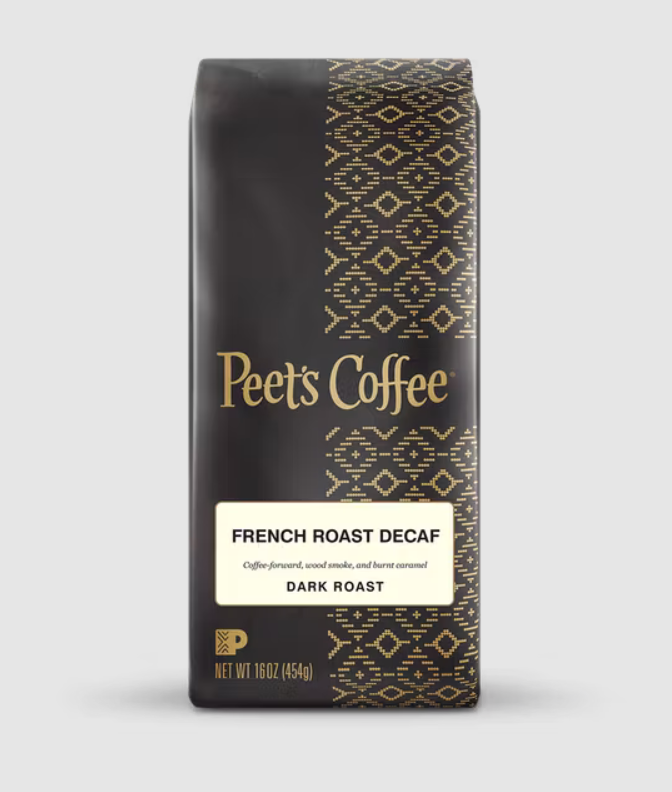 Peet's Coffee
FRENCH ROAST DECAF
Coffee-forward, wood smoke, and burnt caramel
DARK ROAST
P
NET WT 16OZ (454g)